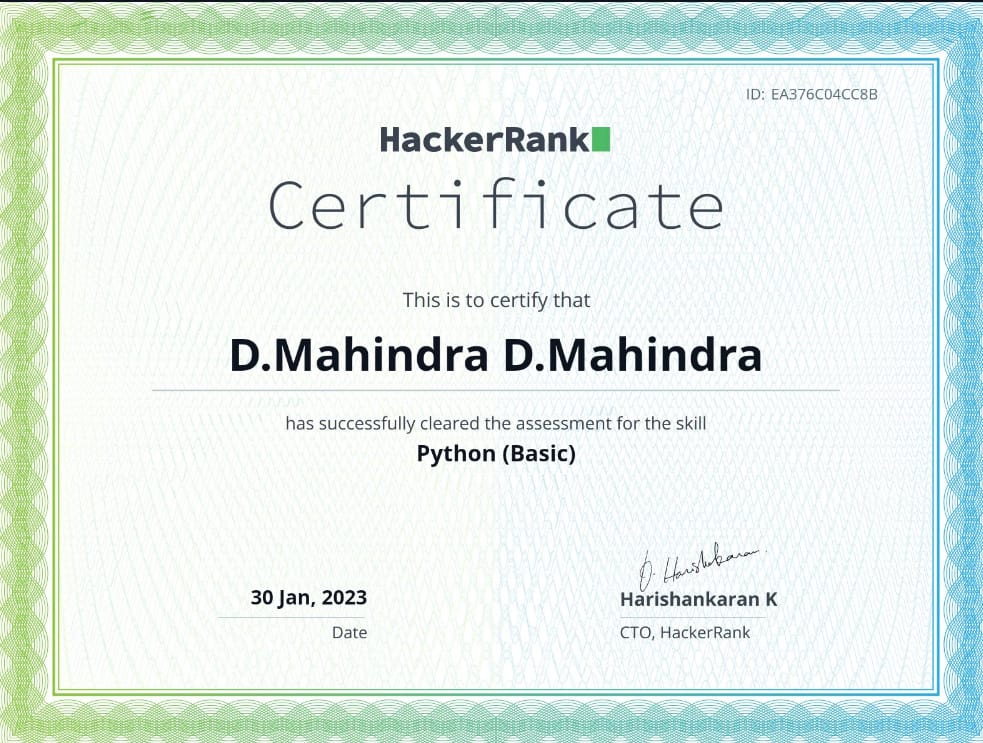 ID: EA376C04CC8B
HackerRank
Certificate
This is to certify that
D.Mahindra D.Mahindra
has successfully cleared the assessment for the skill
Python (Basic)
30 Jan, 2023
Date
Harishankaran K
CTO, HackerRank